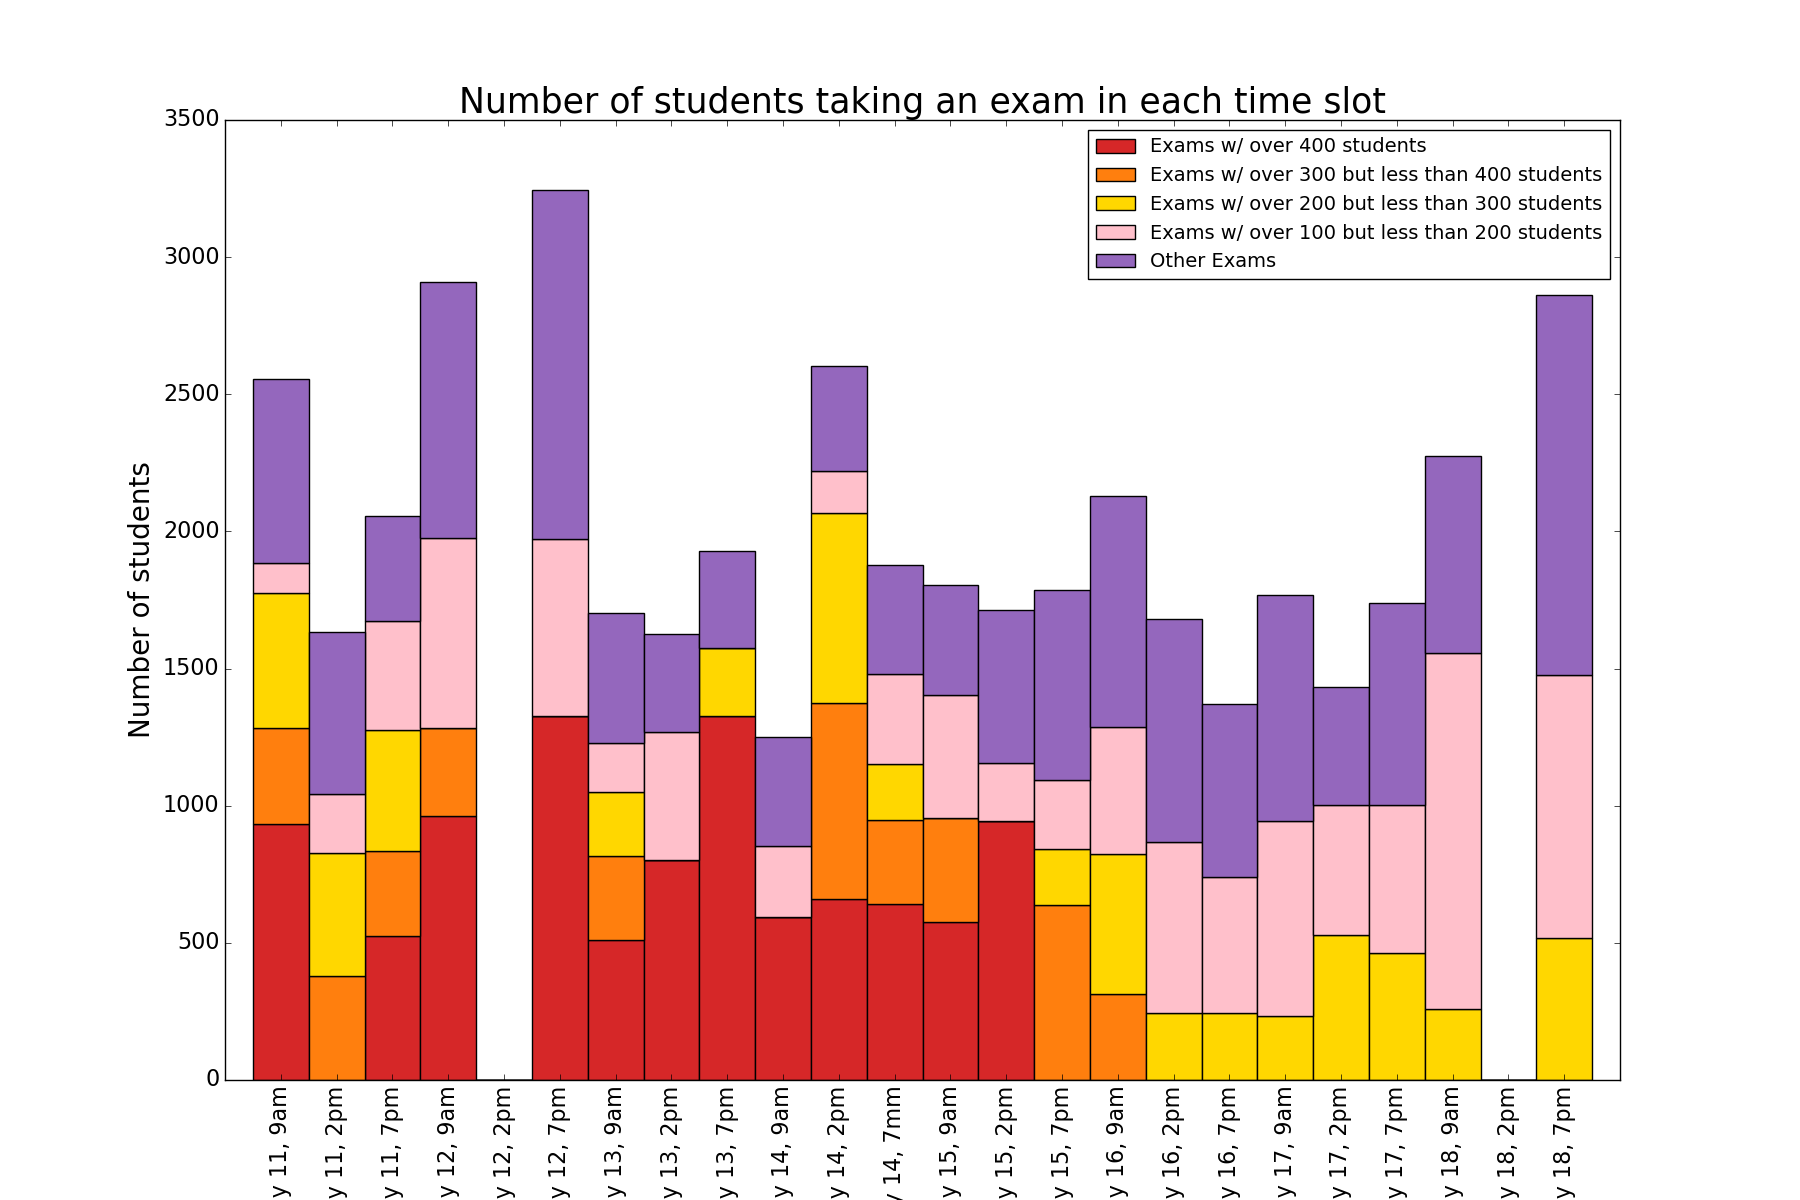 Number of students taking an exam in each time slot
3500
3000
2500
2000
1500
1000
500
0
Number of students
Exams w/ over 400 students
Exams w/ over 300 but less than 400 students
Exams w/ over 200 but less than 300 students
Exams w/ over 100 but less than 200 students
Other Exams
y 11, 9am
y 11, 2pm
y 11, 7pm
y 12, 9am
y 12, 2pm
y 12, 7pm
y 13, 9am
y 13, 2pm
y 13, 7pm
y 14, 9am
y 14, 2pm
y 14, 7mm
y 15, 9am
y 15, 2pm
y 15, 7pm
y 16, 9am
y 16, 2pm
y 16, 7pm
y 17, 9am
y 17, 2pm
y 17, 7pm
y 18, 9am
y 18, 2pm
y 18, 7pm